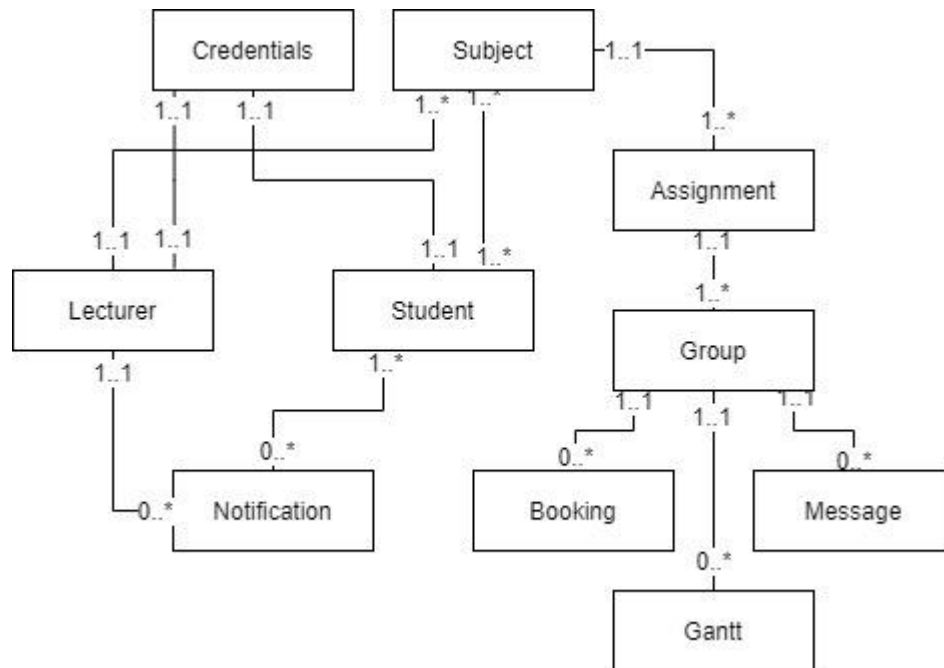 Credentials
Subject
1..1
1..1
1..1
1..*
1..*
1..*
Assignment
1..1
1..1
1..1
1..*
1..1
Lecturer
Student
1..*
Group
1..1
1..*
1..1
1..1
1..1
0..*
0..*
0..*
0..*
Notification
Booking
Message
0..*
Gantt